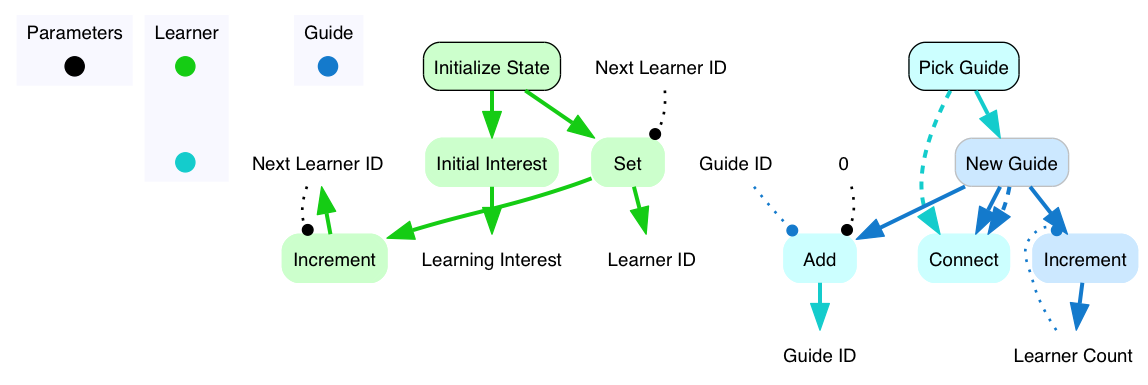 Parameters
Learner
Guide
Initialize State
Next Learner ID
Pick Guide
Next Learner ID
Initial Interest
Set
Guide ID
0
New Guide
Increment
Learning Interest
Learner ID
Add
Connect
Increment
Guide ID
Learner Count